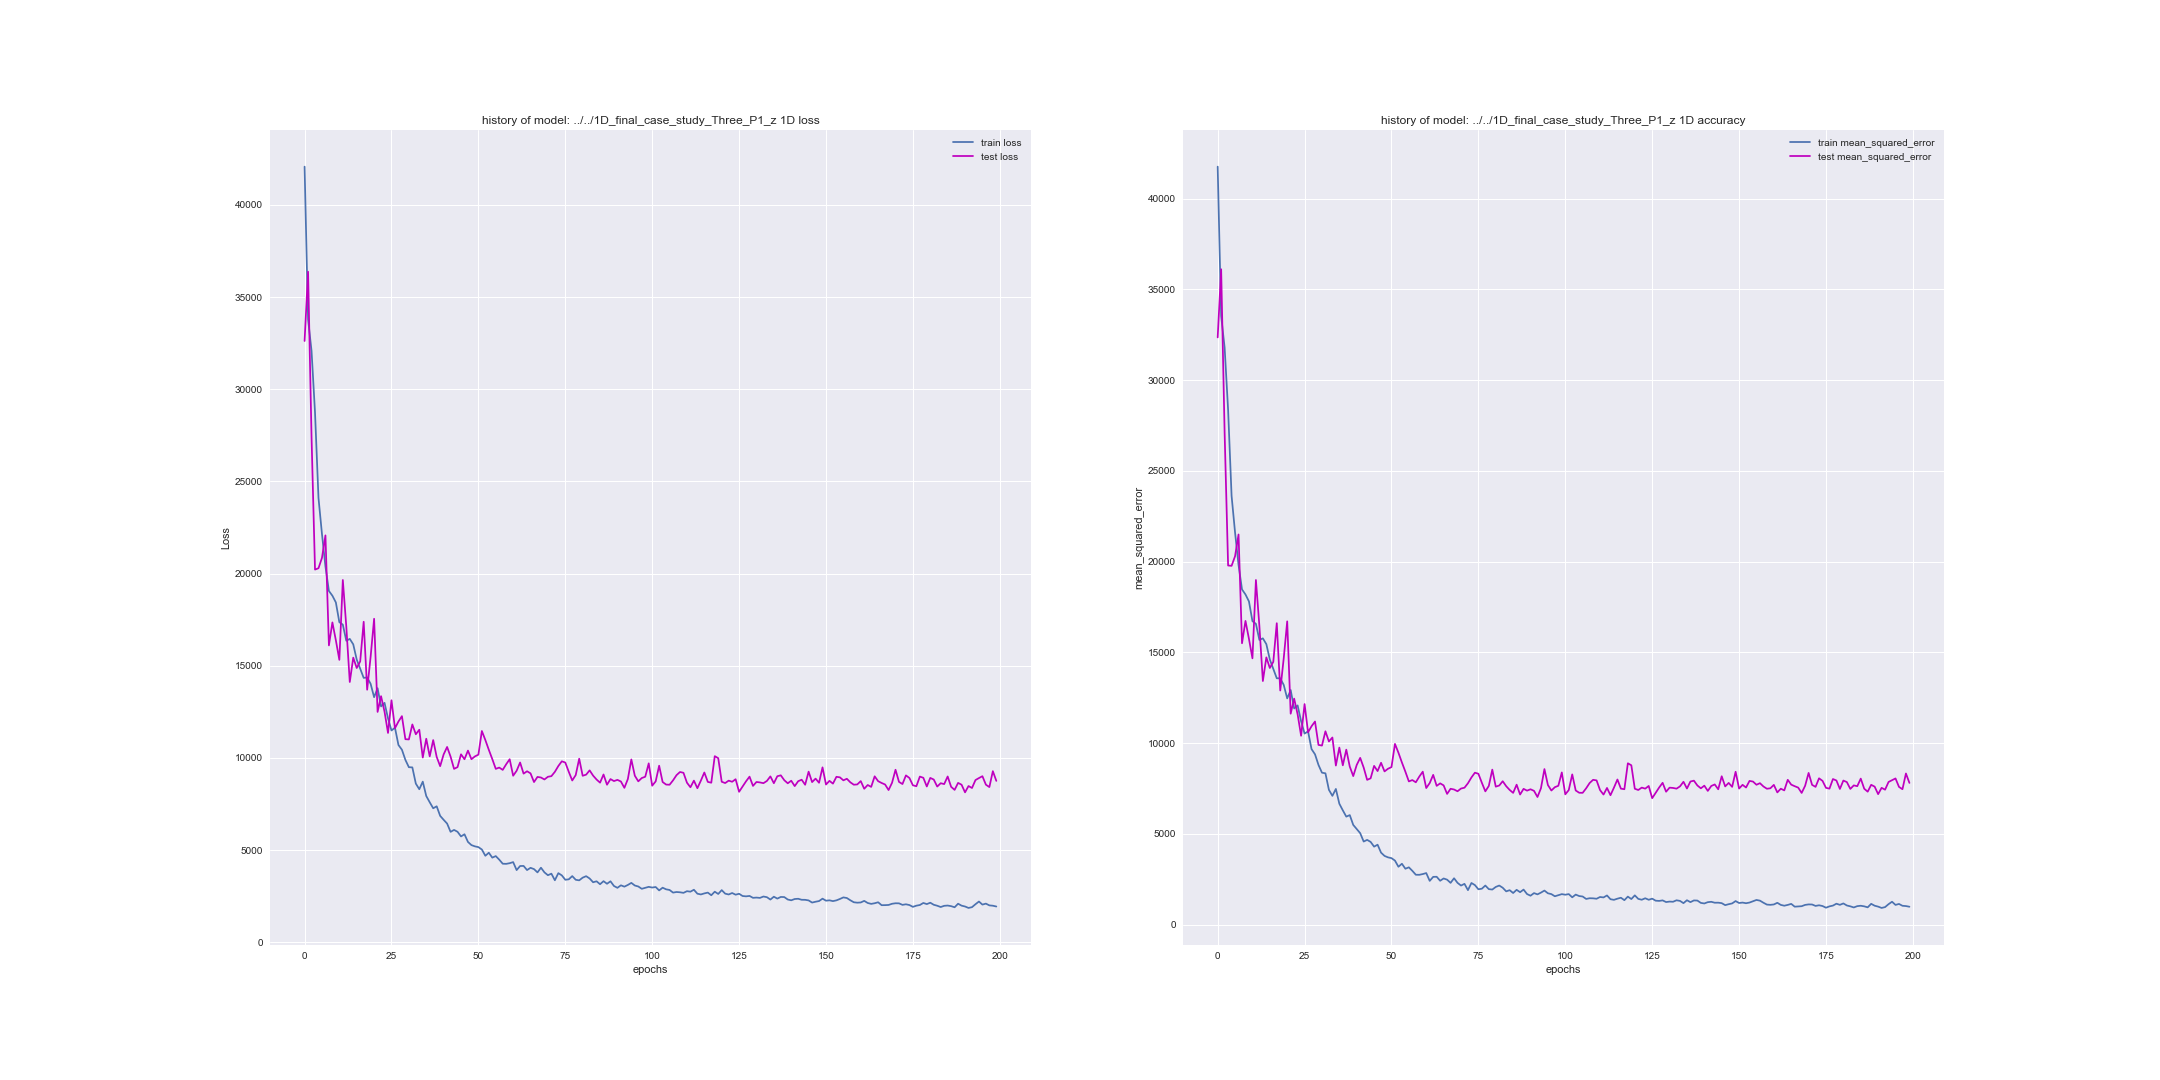 history of model: ../../1D_final_case_study_Three_P1_z 1D loss
train loss
test loss
40000
35000
30000
25000
20000
15000
10000
5000
0
Loss
0 25 50 75 100 125 150 175 200
epochs
history of model: ../../1D_final_case_study_Three_P1_z 1D accuracy
train mean_squared_error
test mean_squared_error
40000
35000
30000
25000
20000
15000
10000
5000
0
mean_squared_error
0 25 50 75 100 125 150 175 200
epochs